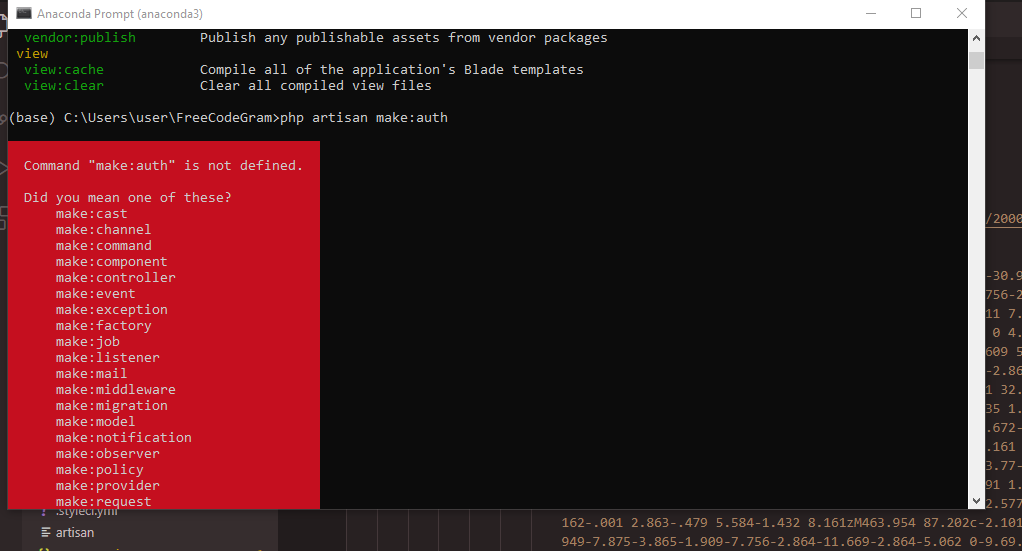 Anaconda Prompt (anaconda3)
vendor:publish Publish any publishable assets from vendor packages
view
view:cache Compile all of the application's Blade templates
view:clear Clear all compiled view files
(base) C:\Users\user\FreeCodeGram>php artisan make:auth
Command "make:auth" is not defined.
Did you mean one of these?
make:cast
make:channel
make:command
make:component
make:controller
make:event
make:exception
make:factory
make:job
make:listener
make:mail
make:middleware
make:migration
make:model
make:notification
make:observer
make:policy
make:provider
make:request
/2000
-30.9
756-2
11 7.
0 4.
609 5
-2.86
1 32.
35 1.
.672-
.161
3.77-
91 1.
2.577
.styleci.yml
artisan
162-.001 2.863-.479 5.584-1.432 8.161zM463.954 87.202c-2.101
949-7.875-3.865-1.909-7.756-2.864-11.669-2.864-5.062 0-9.69.